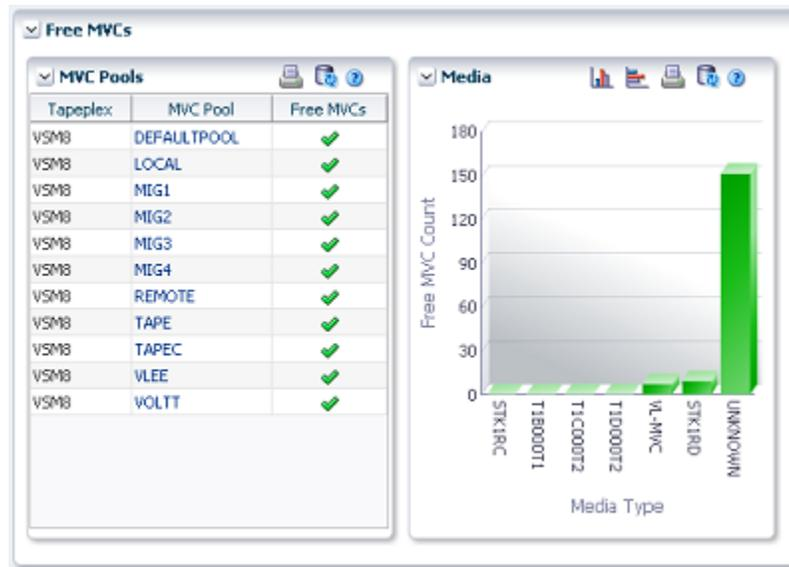 Free MVCs
MVC Pools
Tapeplex MVC Pool Free MVCs
VSM8 DEFAULTPOOL
VSM8 LOCAL
VSM8 MIG1
VSM8 MIG2
VSM8 MIG3
VSM8 MIG4
VSM8 REMOTE
VSM8 TAPE
VSM8 TAPEC
VSM8 VLEE
VSM8 VOLTT
Media
180
150
120
90
60
30
0
Free MVC Count
STK1RC
T1B000T1
T1C000T2
T1D000T2
VL-MVC
STK1RD
UNKNOWN
Media Type